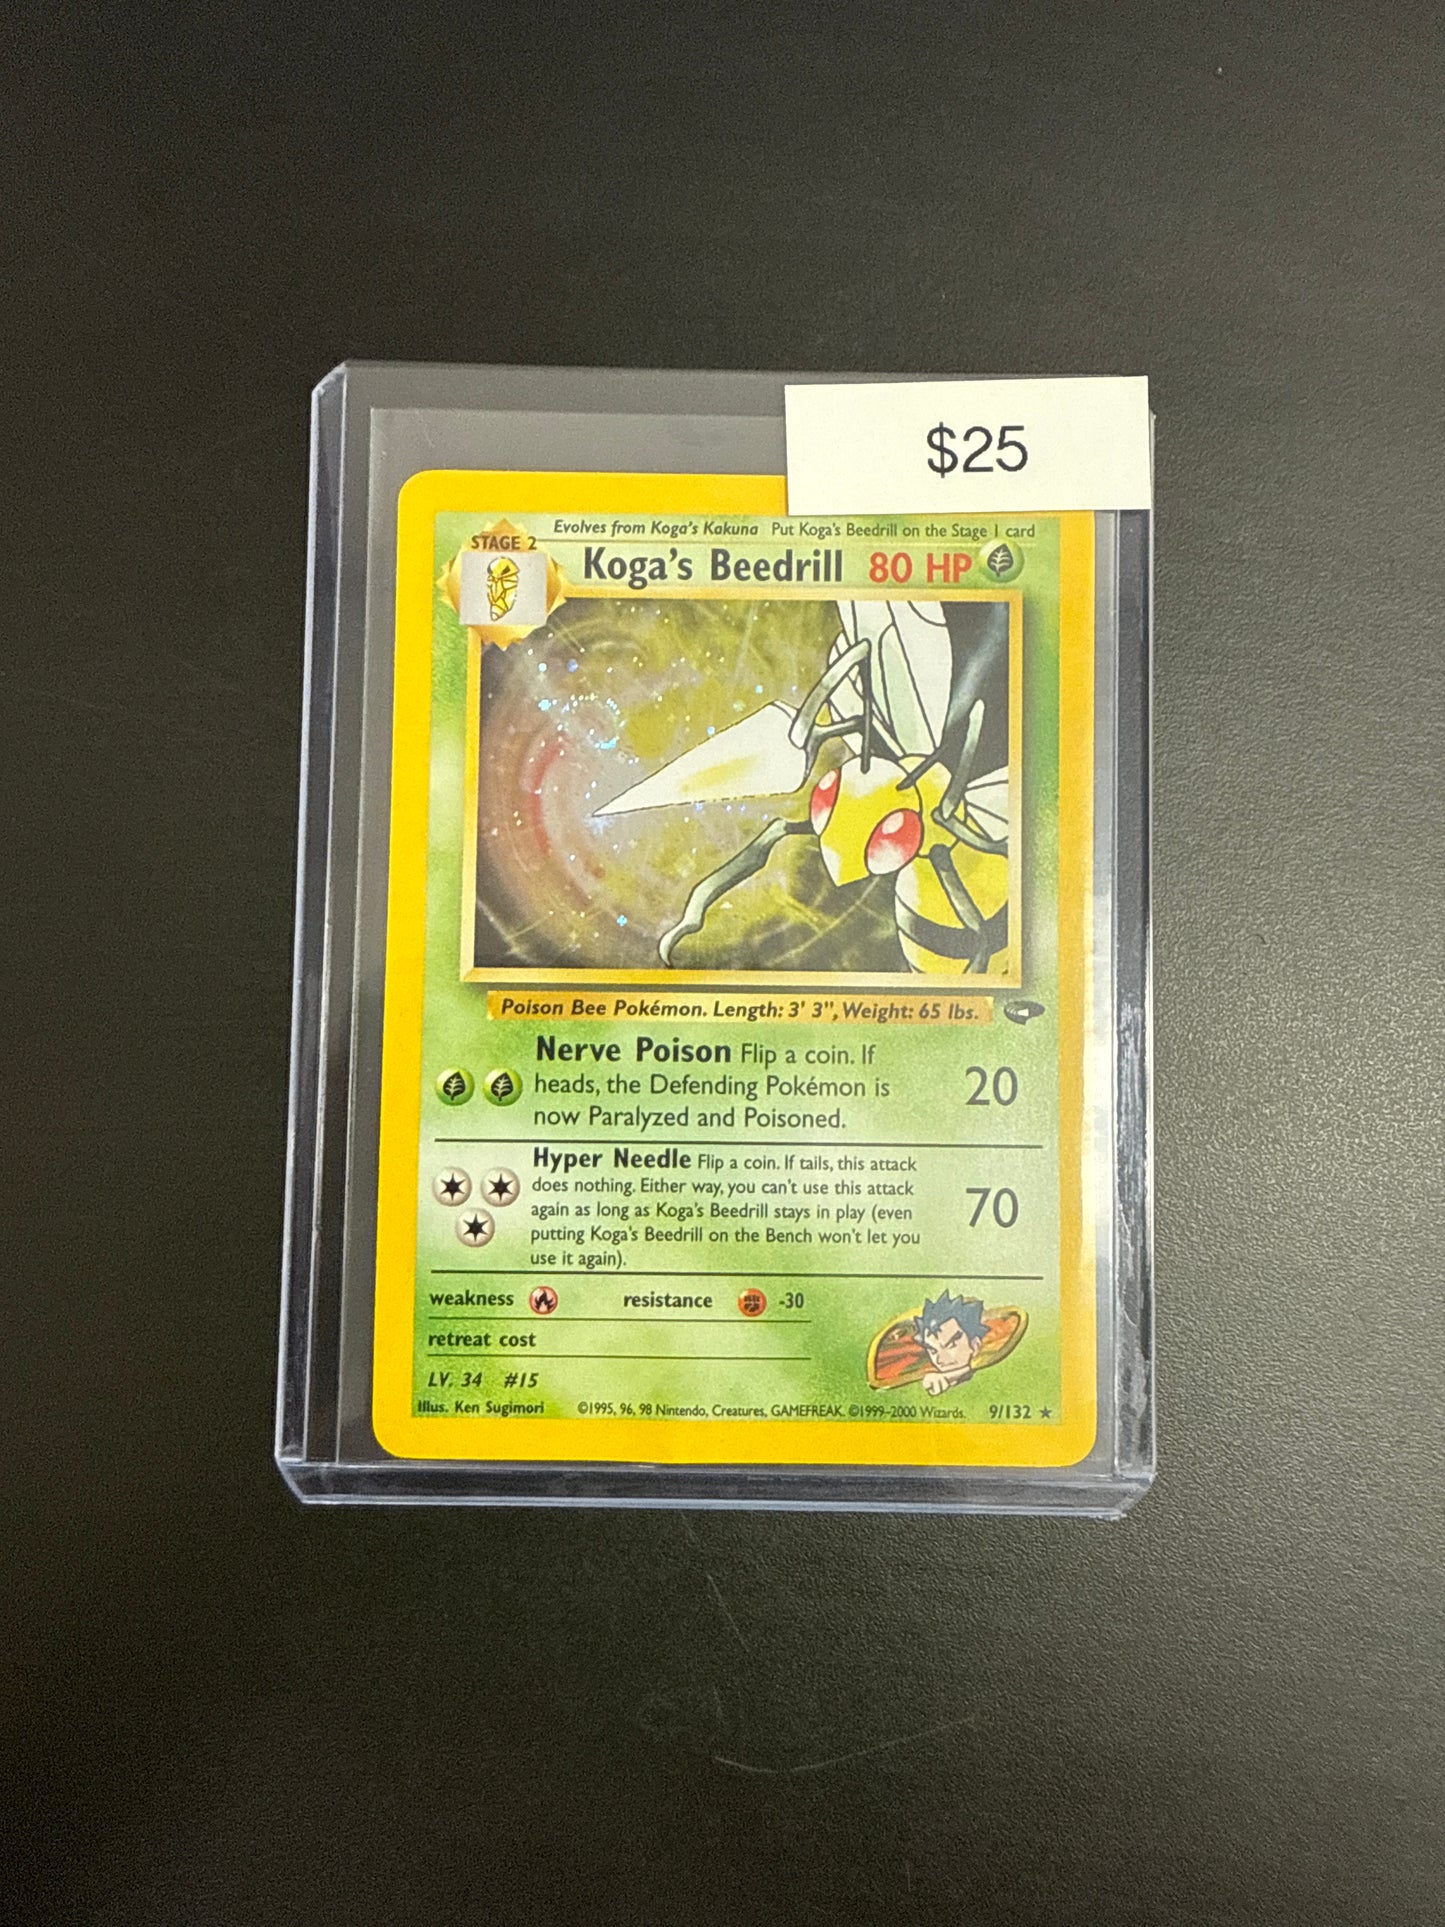 $25
Evolves from Koga's Kakuna Put Koga's Beedrill on the Stage 1 card
STAGE 2
Koga's Beedrill 80 HP
Poison Bee Pokémon. Length: 3' 3", Weight: 65 lbs.
Nerve Poison Flip a coin. If
heads, the Defending Pokémon is
now Paralyzed and Poisoned.
20
Hyper Needle Flip a coin. If tails, this attack
does nothing. Either way, you can't use this attack
again as long as Koga's Beedrill stays in play (even
putting Koga's Beedrill on the Bench won't let you
use it again).
70
weakness resistance -30
retreat cost
LV. 34 #15
Illus. Ken Sugimori ©1995, 96, 98 Nintendo, Creatures, GAMEFREAK. ©1999-2000 Wizards. 9/132 ★